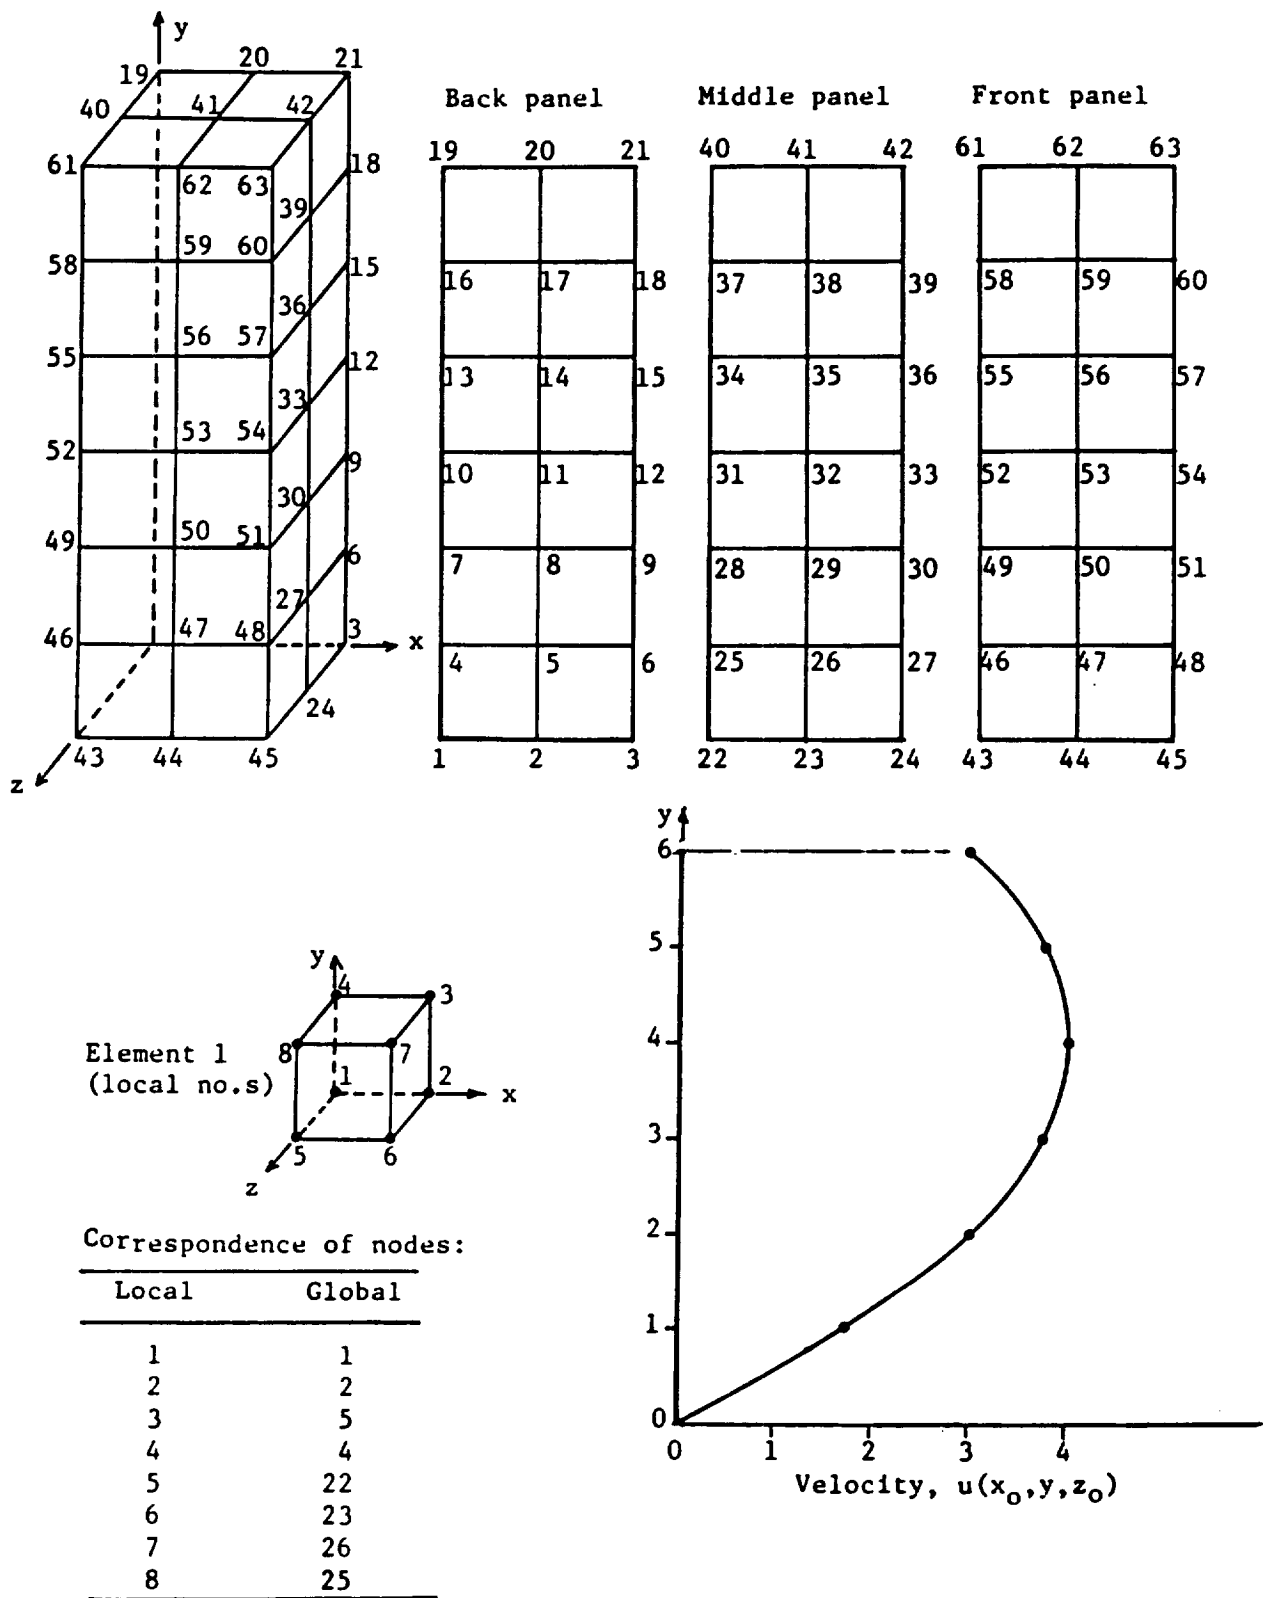 y
19 20 21
40 41 42
61 62 63 18
39
58 59 60 15
36
55 56 57 12
33
52 53 54 9
30
49 50 51 6
27
46 47 48 3 x
24
43 44 45
z
Back panel
19 20 21
16 17 18
13 14 15
10 11 12
7 8 9
4 5 6
1 2 3
Middle panel
40 41 42
37 38 39
34 35 36
31 32 33
28 29 30
25 26 27
22 23 24
Front panel
61 62 63
58 59 60
55 56 57
52 53 54
49 50 51
46 47 48
43 44 45
Element 1
(local no.s)
y
4 3
8 7
1 2 x
5 6
z
Correspondence of nodes:
Local Global
1 1
2 2
3 5
4 4
5 22
6 23
7 26
8 25
y
6
5
4
3
2
1
0
0 1 2 3 4
Velocity, u(x₀,y,z₀)